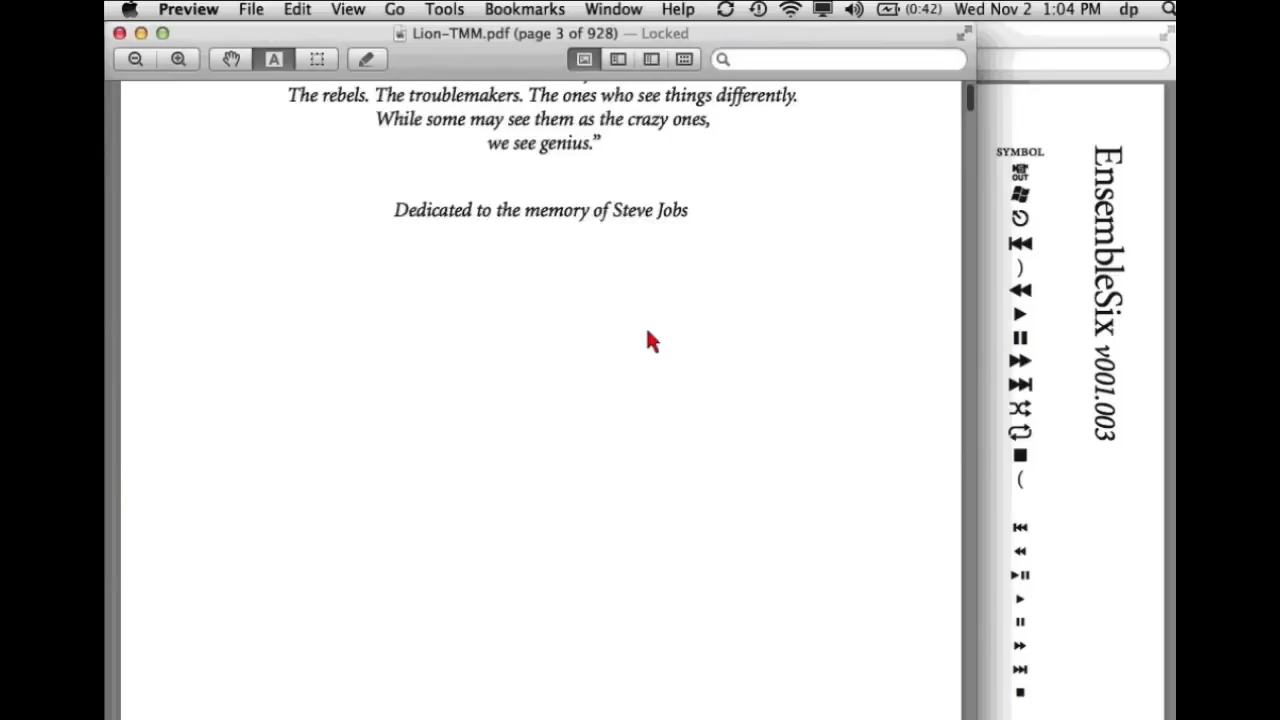 Preview File Edit View Go Tools Bookmarks Window Help (0:42) Wed Nov 2 1:04 PM dp
Lion-TMM.pdf (page 3 of 928) — Locked
A
The rebels. The troublemakers. The ones who see things differently.
While some may see them as the crazy ones,
we see genius.”
Dedicated to the memory of Steve Jobs
SYMBOL
OUT
)
(
EnsembleSix v001.003